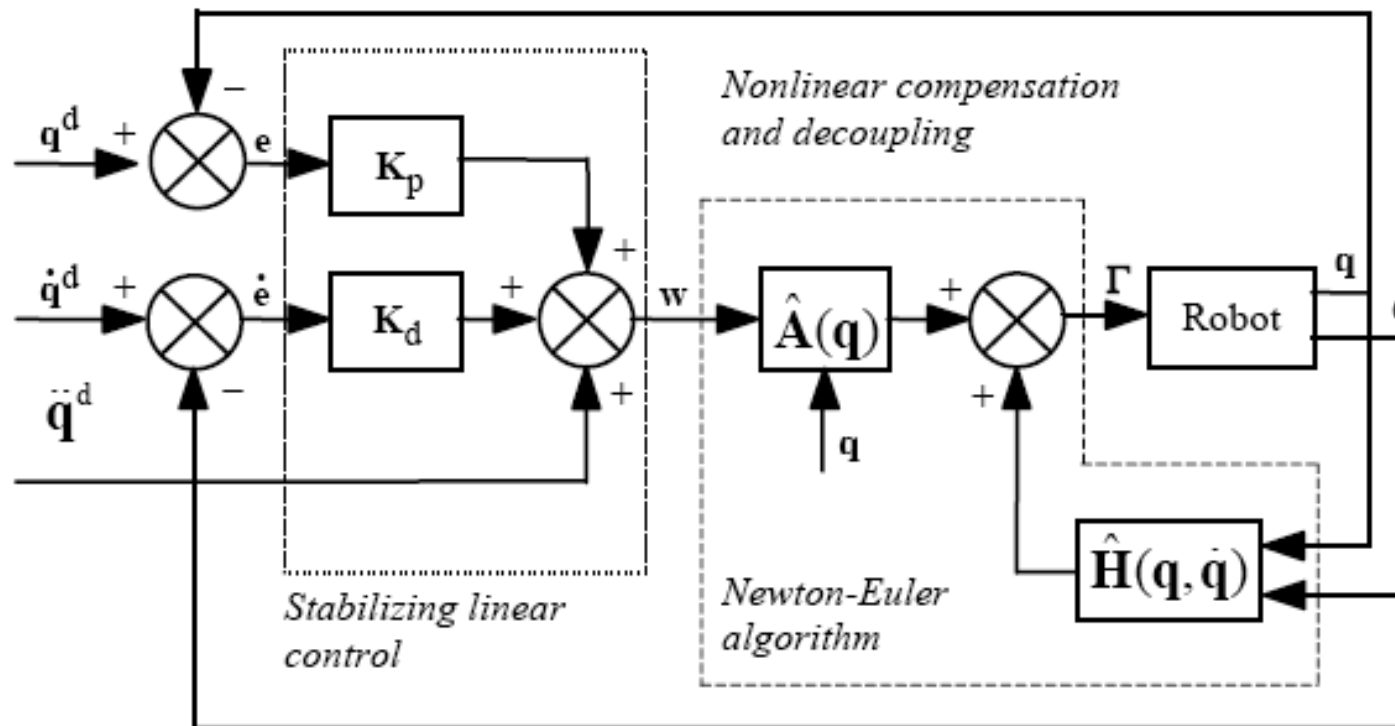 Nonlinear compensation
and decoupling
−
q^d
+
e
K_p
+
q̇^d
+
ė
K_d
+
w
Â(q)
+
Γ
Robot
q
−
+
+
q̈^d
q
Ĥ(q, q̇)
Stabilizing linear
control
Newton-Euler
algorithm